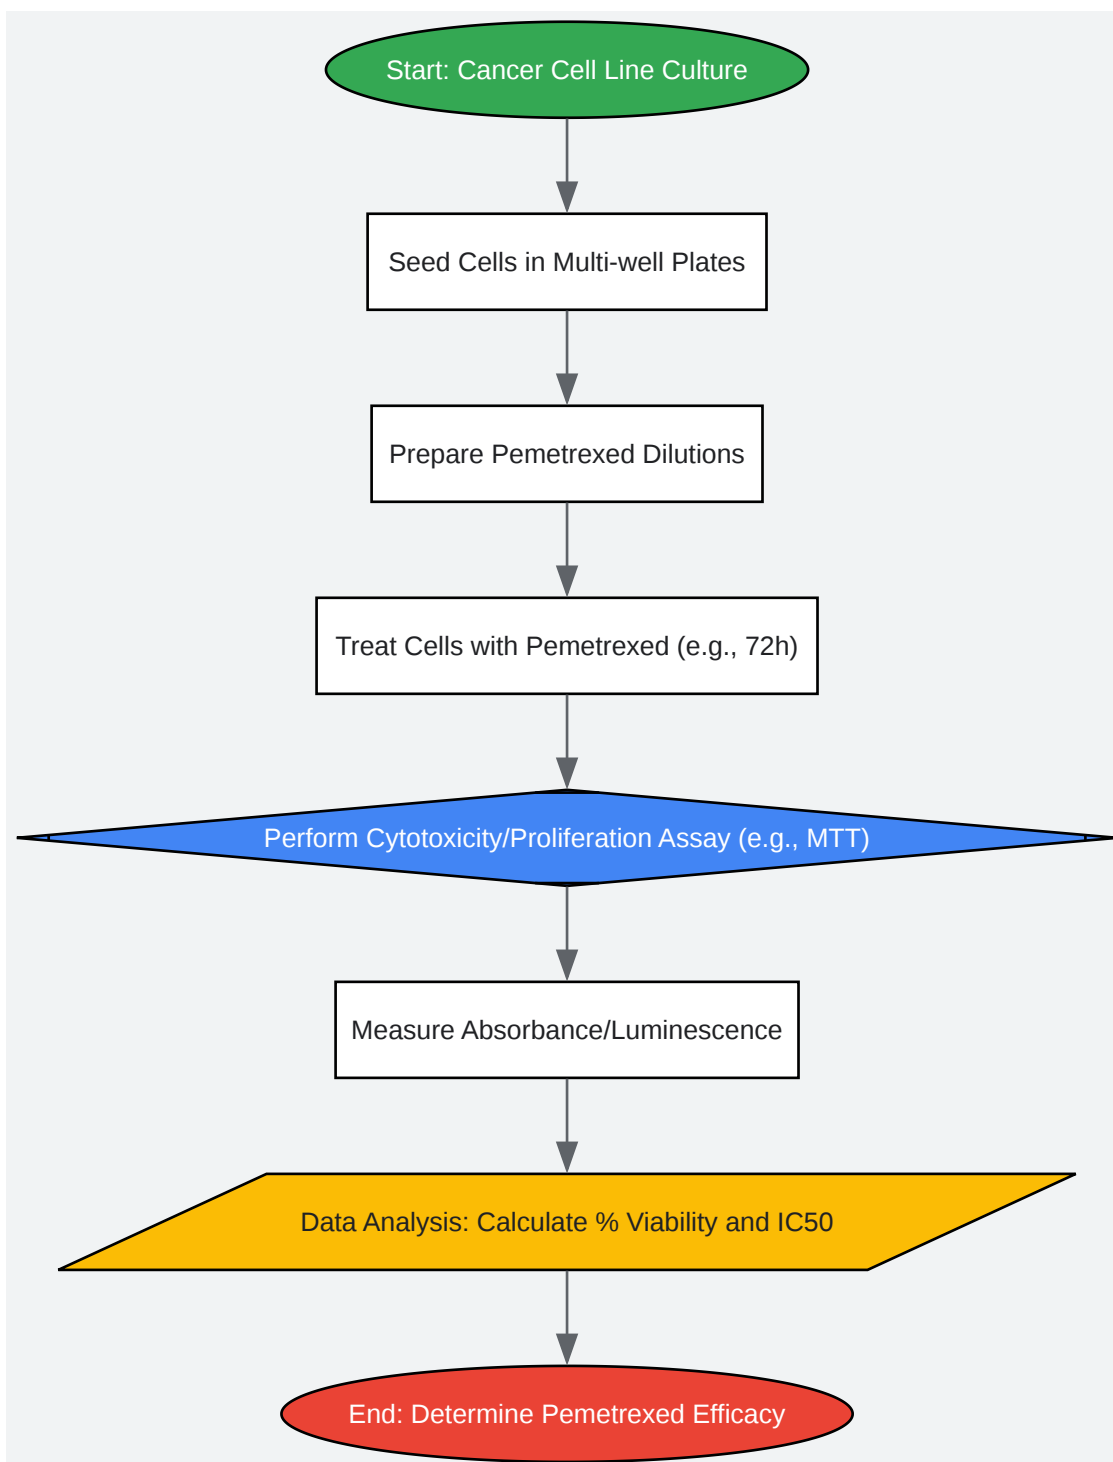 Start: Cancer Cell Line Culture
Seed Cells in Multi-well Plates
Prepare Pemetrexed Dilutions
Treat Cells with Pemetrexed (e.g., 72h)
Perform Cytotoxicity/Proliferation Assay (e.g., MTT)
Measure Absorbance/Luminescence
Data Analysis: Calculate % Viability and IC50
End: Determine Pemetrexed Efficacy